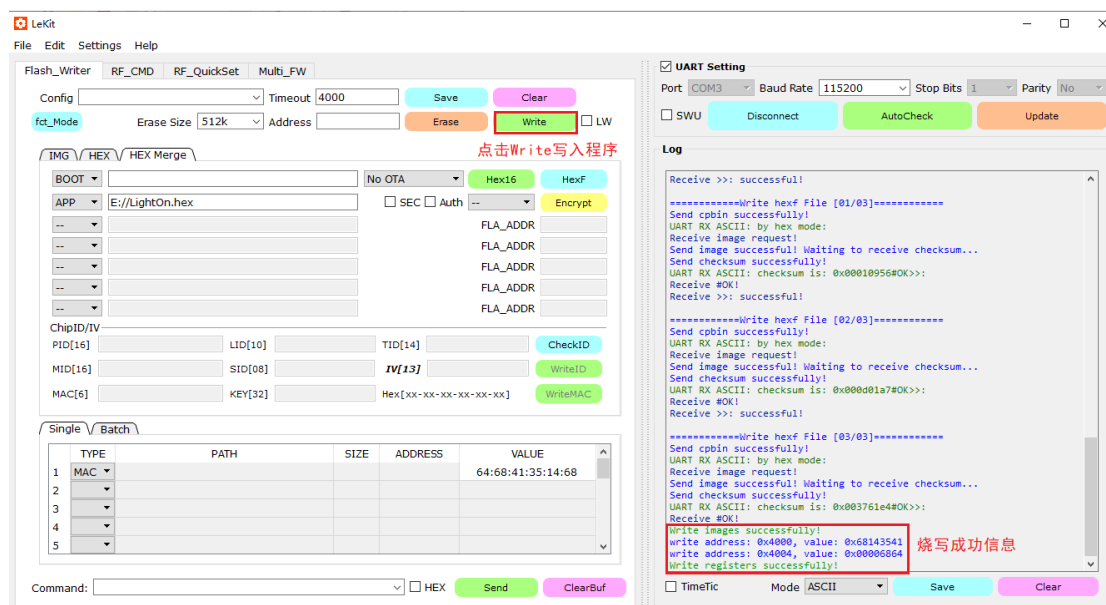 LeKit
File Edit Settings Help
Flash_Writer RF_CMD RF_QuickSet Multi_FW
Config Timeout 4000 Save Clear
fct_Mode Erase Size 512k Address Erase Write LW
点击Write写入程序
IMG HEX HEX Merge
BOOT No OTA Hex16 HexF
APP E://LightOn.hex SEC Auth -- Encrypt
-- FLA_ADDR
-- FLA_ADDR
-- FLA_ADDR
-- FLA_ADDR
-- FLA_ADDR
ChipID/IV
PID[16] LID[10] TID[14] CheckID
MID[16] SID[08] IV[13] WriteID
MAC[6] KEY[32] Hex[xx-xx-xx-xx-xx-xx] WriteMAC
Single Batch
TYPE PATH SIZE ADDRESS VALUE
1 MAC 64:68:41:35:14:68
2
3
4
5
Command: HEX Send ClearBuf
UART Setting
Port COM3 Baud Rate 115200 Stop Bits 1 Parity No
SWU Disconnect AutoCheck Update
Log
Receive >>: successful!
============Write hexf File [01/03]============
Send cpbin successfully!
UART RX ASCII: by hex mode:
Receive image request!
Send image successful! Waiting to receive checksum...
Send checksum successfully!
UART RX ASCII: checksum is: 0x00010956#OK>>:
Receive #OK!
Receive >>: successful!
============Write hexf File [02/03]============
Send cpbin successfully!
UART RX ASCII: by hex mode:
Receive image request!
Send image successful! Waiting to receive checksum...
Send checksum successfully!
UART RX ASCII: checksum is: 0x000d01a7#OK>>:
Receive #OK!
Receive >>: successful!
============Write hexf File [03/03]============
Send cpbin successfully!
UART RX ASCII: by hex mode:
Receive image request!
Send image successful! Waiting to receive checksum...
Send checksum successfully!
UART RX ASCII: checksum is: 0x003761e4#OK>>:
Receive #OK!
Write images successfully!
write address: 0x4000, value: 0x68143541
write address: 0x4004, value: 0x00006864
Write registers successfully!
烧写成功信息
TimeTic Mode ASCII Save Clear